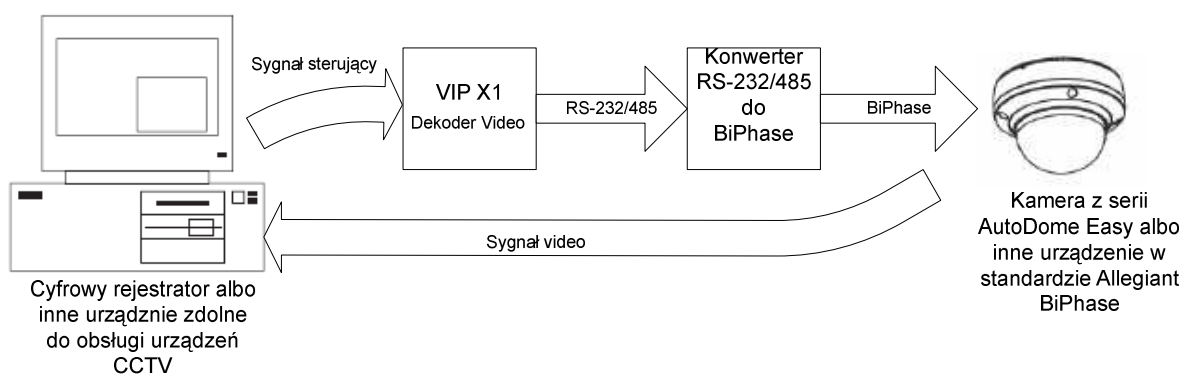 Sygnał sterujący
VIP X1
Dekoder Video
RS-232/485
Konwerter
RS-232/485
do
BiPhase
BiPhase
Sygnał video
Cyfrowy rejestrator albo
inne urządznie zdolne
do obsługi urządzeń
CCTV
Kamera z serii
AutoDome Easy albo
inne urządzenie w
standardzie Allegiant
BiPhase